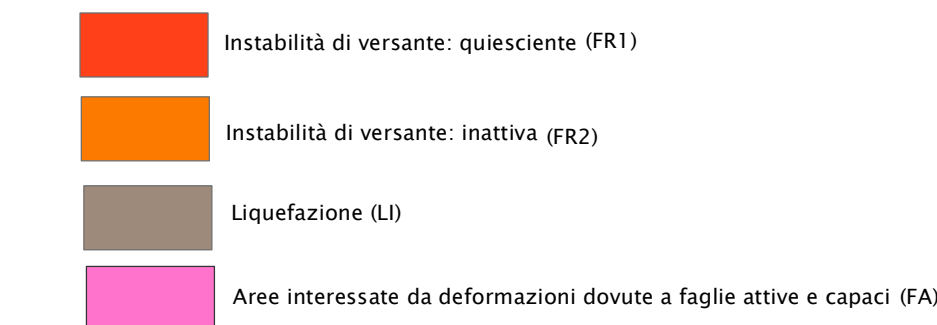 Instabilità di versante: quiesciente (FR1)
Instabilità di versante: inattiva (FR2)
Liquefazione (LI)
Aree interessate da deformazioni dovute a faglie attive e capaci (FA)